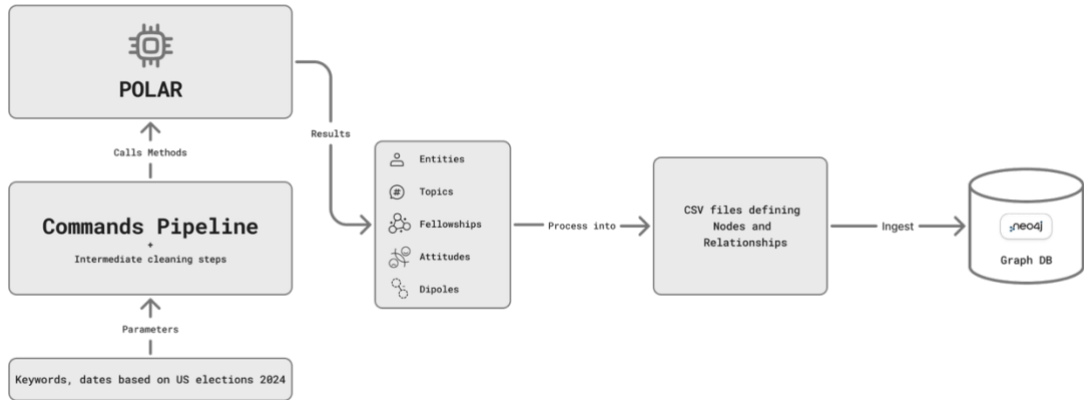 POLAR
Calls Methods
Commands Pipeline
+
Intermediate cleaning steps
Parameters
Keywords, dates based on US elections 2024
Results
Entities
Topics
Fellowships
Attitudes
Dipoles
Process into
CSV files defining
Nodes and
Relationships
Ingest
neo4j
Graph DB